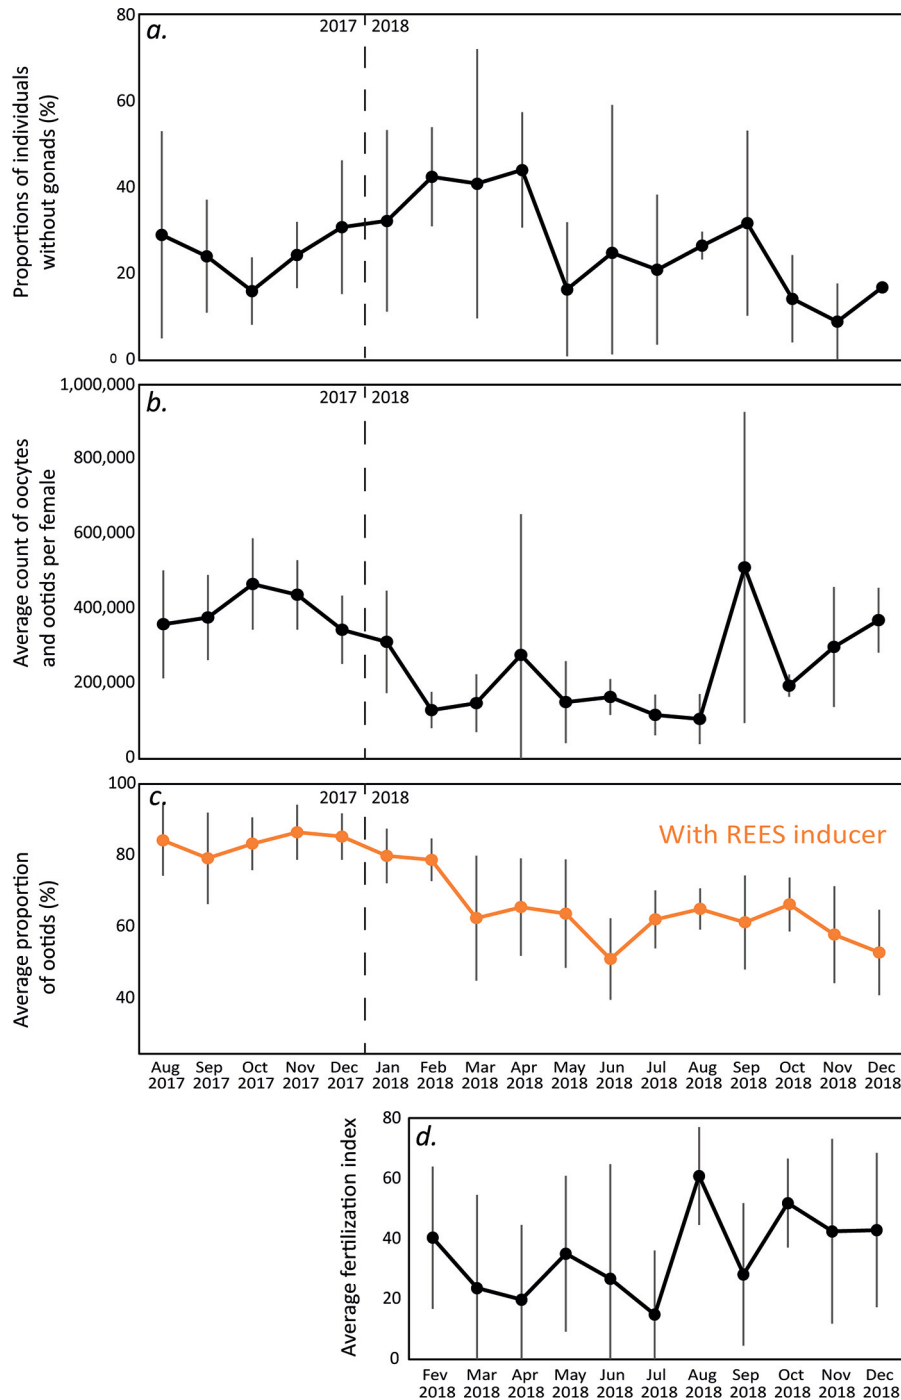 a.
2017 2018
Proportions of individuals
without gonads (%)
80
60
40
20
0 0
b.
2017 2018
Average count of oocytes
and ootids per female
1,000,000
800,000
600,000
400,000
200,000
0
c.
2017 2018
With REES inducer
Average proportion
of ootids (%)
100
80
60
40
Aug Sep Oct Nov Dec Jan Feb Mar Apr May Jun Jul Aug Sep Oct Nov Dec
2017 2017 2017 2017 2017 2018 2018 2018 2018 2018 2018 2018 2018 2018 2018 2018 2018
d.
Average fertilization index
80
60
40
20
0
Fev Mar Apr May Jun Jul Aug Sep Oct Nov Dec
2018 2018 2018 2018 2018 2018 2018 2018 2018 2018 2018